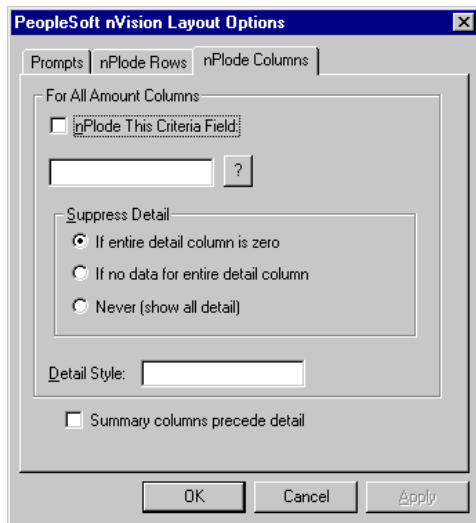 PeopleSoft nVision Layout Options
Prompts nPlode Rows nPlode Columns
For All Amount Columns
nPlode This Criteria Field:
?
Suppress Detail
If entire detail column is zero
If no data for entire detail column
Never (show all detail)
Detail Style:
Summary columns precede detail
OK Cancel Apply